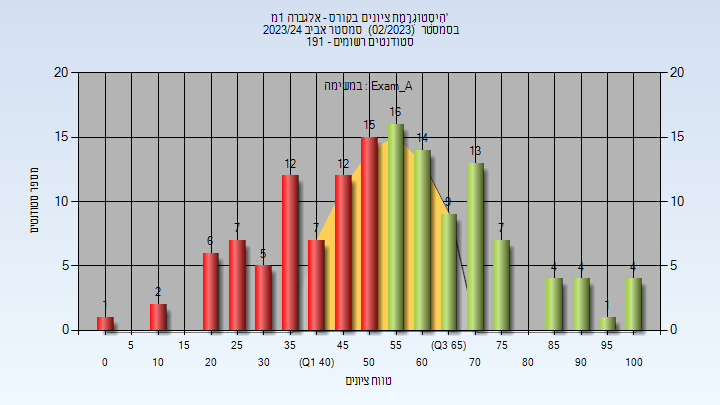 היסטוגרמת ציונים בקורס - אלגברה 1מ'
בסמסטר (02/2023) סמסטר אביב 2023/24
סטודנטים רשומים - 191
במשימה : Exam_A
מספר סטודנטים
20 20
15 15
10 10
5 5
0 0
1 2 6 7 5 12 7 12 15 16 14 9 13 7 4 4 1 4
5 15 25 35 45 55 (Q3 65) 75 85 95
0 10 20 30 (Q1 40) 50 60 70 80 90 100
טווח ציונים